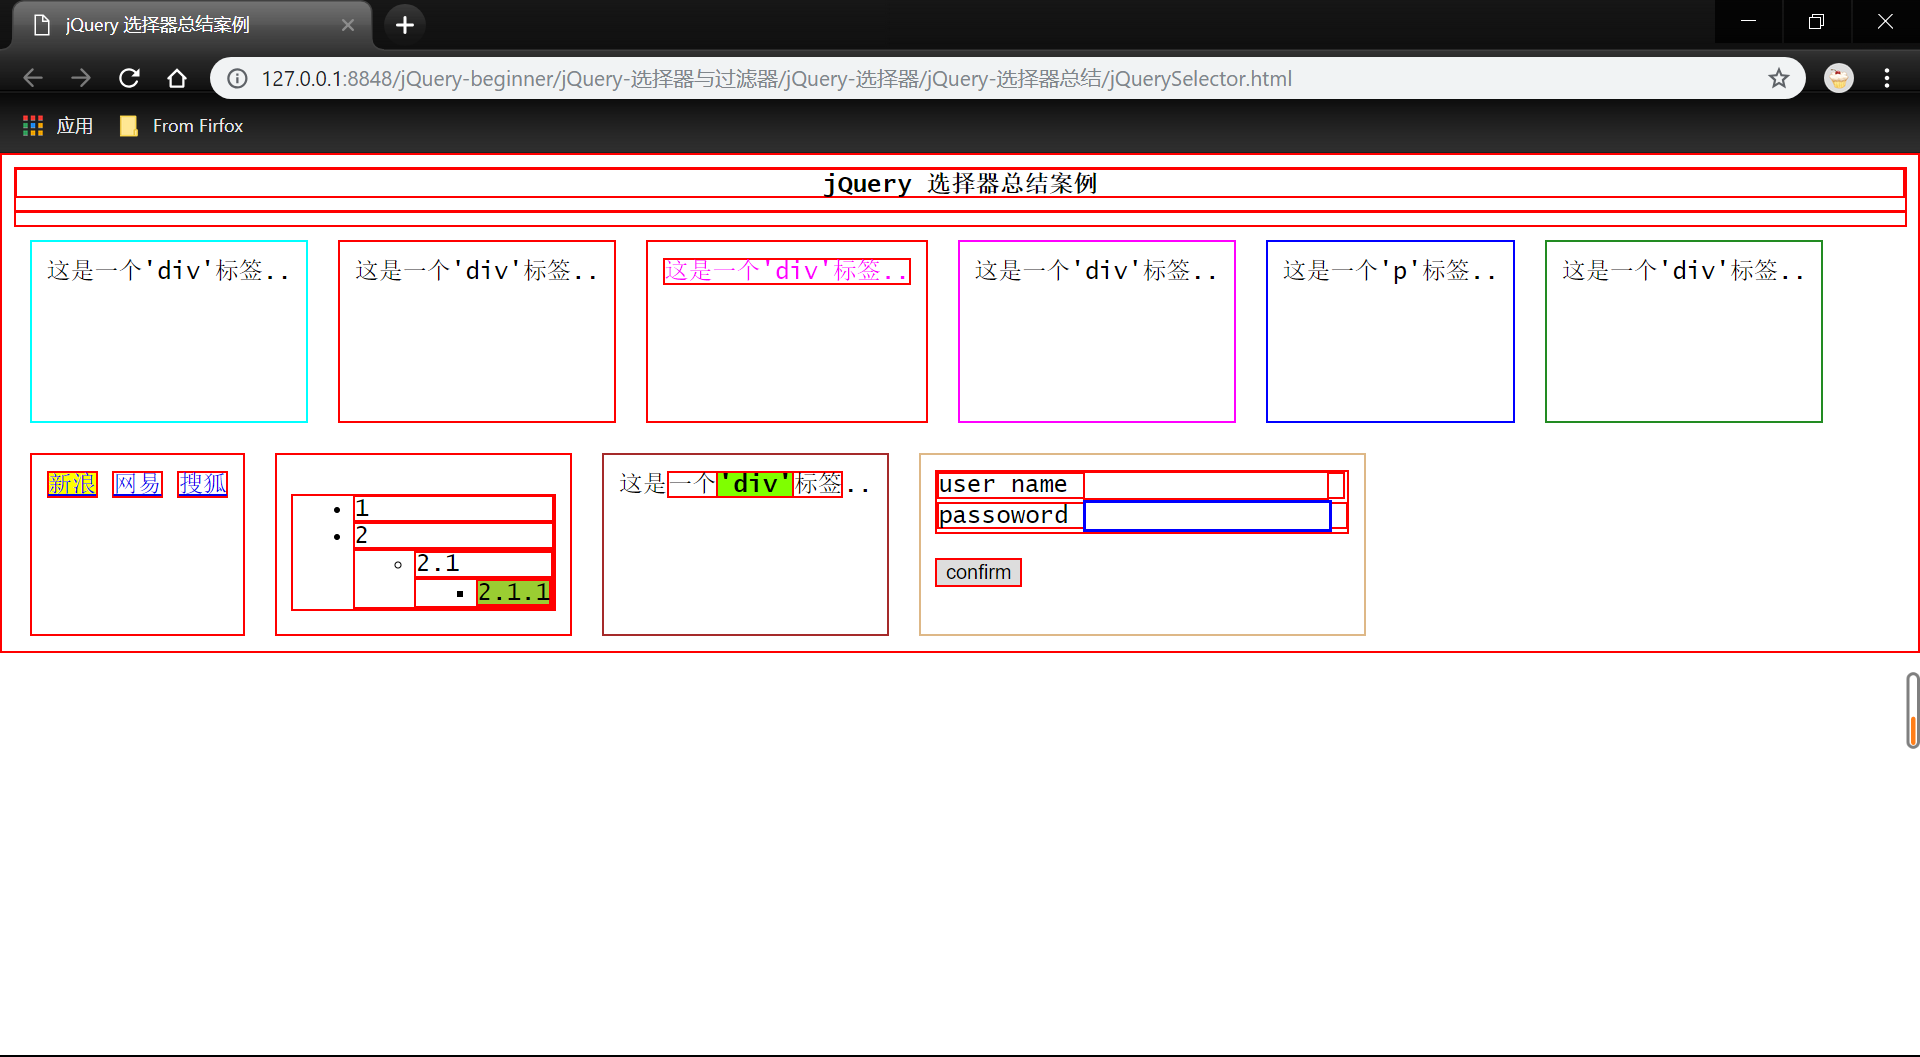 jQuery 选择器总结案例
127.0.0.1:8848/jQuery-beginner/jQuery-选择器与过滤器/jQuery-选择器/jQuery-选择器总结/jQuerySelector.html
应用 From Firfox
jQuery 选择器总结案例
这是一个'div'标签..
这是一个'div'标签..
这是一个'div'标签..
这是一个'div'标签..
这是一个'p'标签..
这是一个'div'标签..
新浪 网易 搜狐
1
2
2.1
2.1.1
这是一个'div'标签..
user name
passoword
confirm